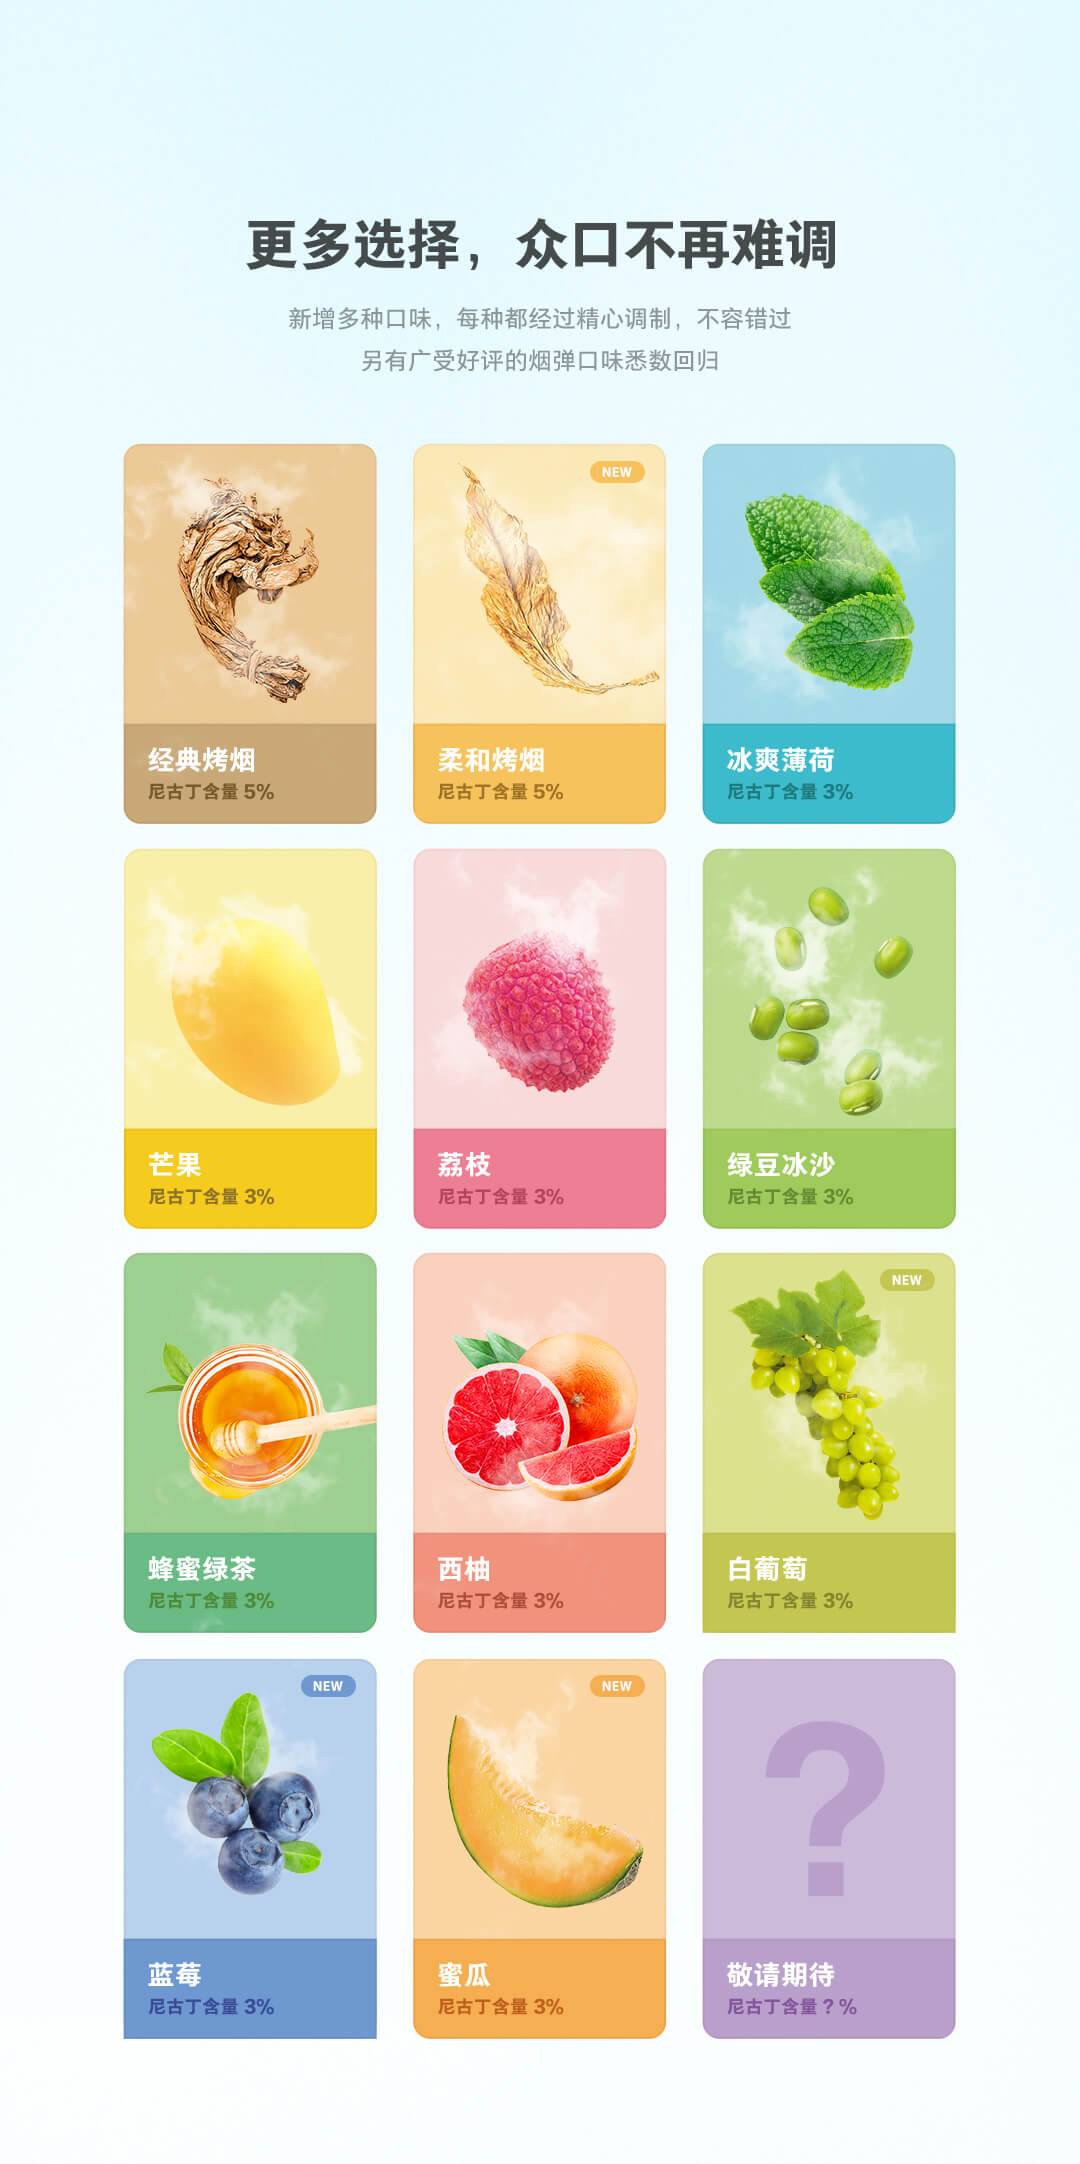 更多选择，众口不再难调
新增多种口味，每种都经过精心调制，不容错过
另有广受好评的烟弹口味悉数回归
经典烤烟
尼古丁含量 5%
NEW
柔和烤烟
尼古丁含量 5%
冰爽薄荷
尼古丁含量 3%
芒果
尼古丁含量 3%
荔枝
尼古丁含量 3%
绿豆冰沙
尼古丁含量 3%
蜂蜜绿茶
尼古丁含量 3%
西柚
尼古丁含量 3%
NEW
白葡萄
尼古丁含量 3%
NEW
蓝莓
尼古丁含量 3%
NEW
蜜瓜
尼古丁含量 3%
?
敬请期待
尼古丁含量 ? %